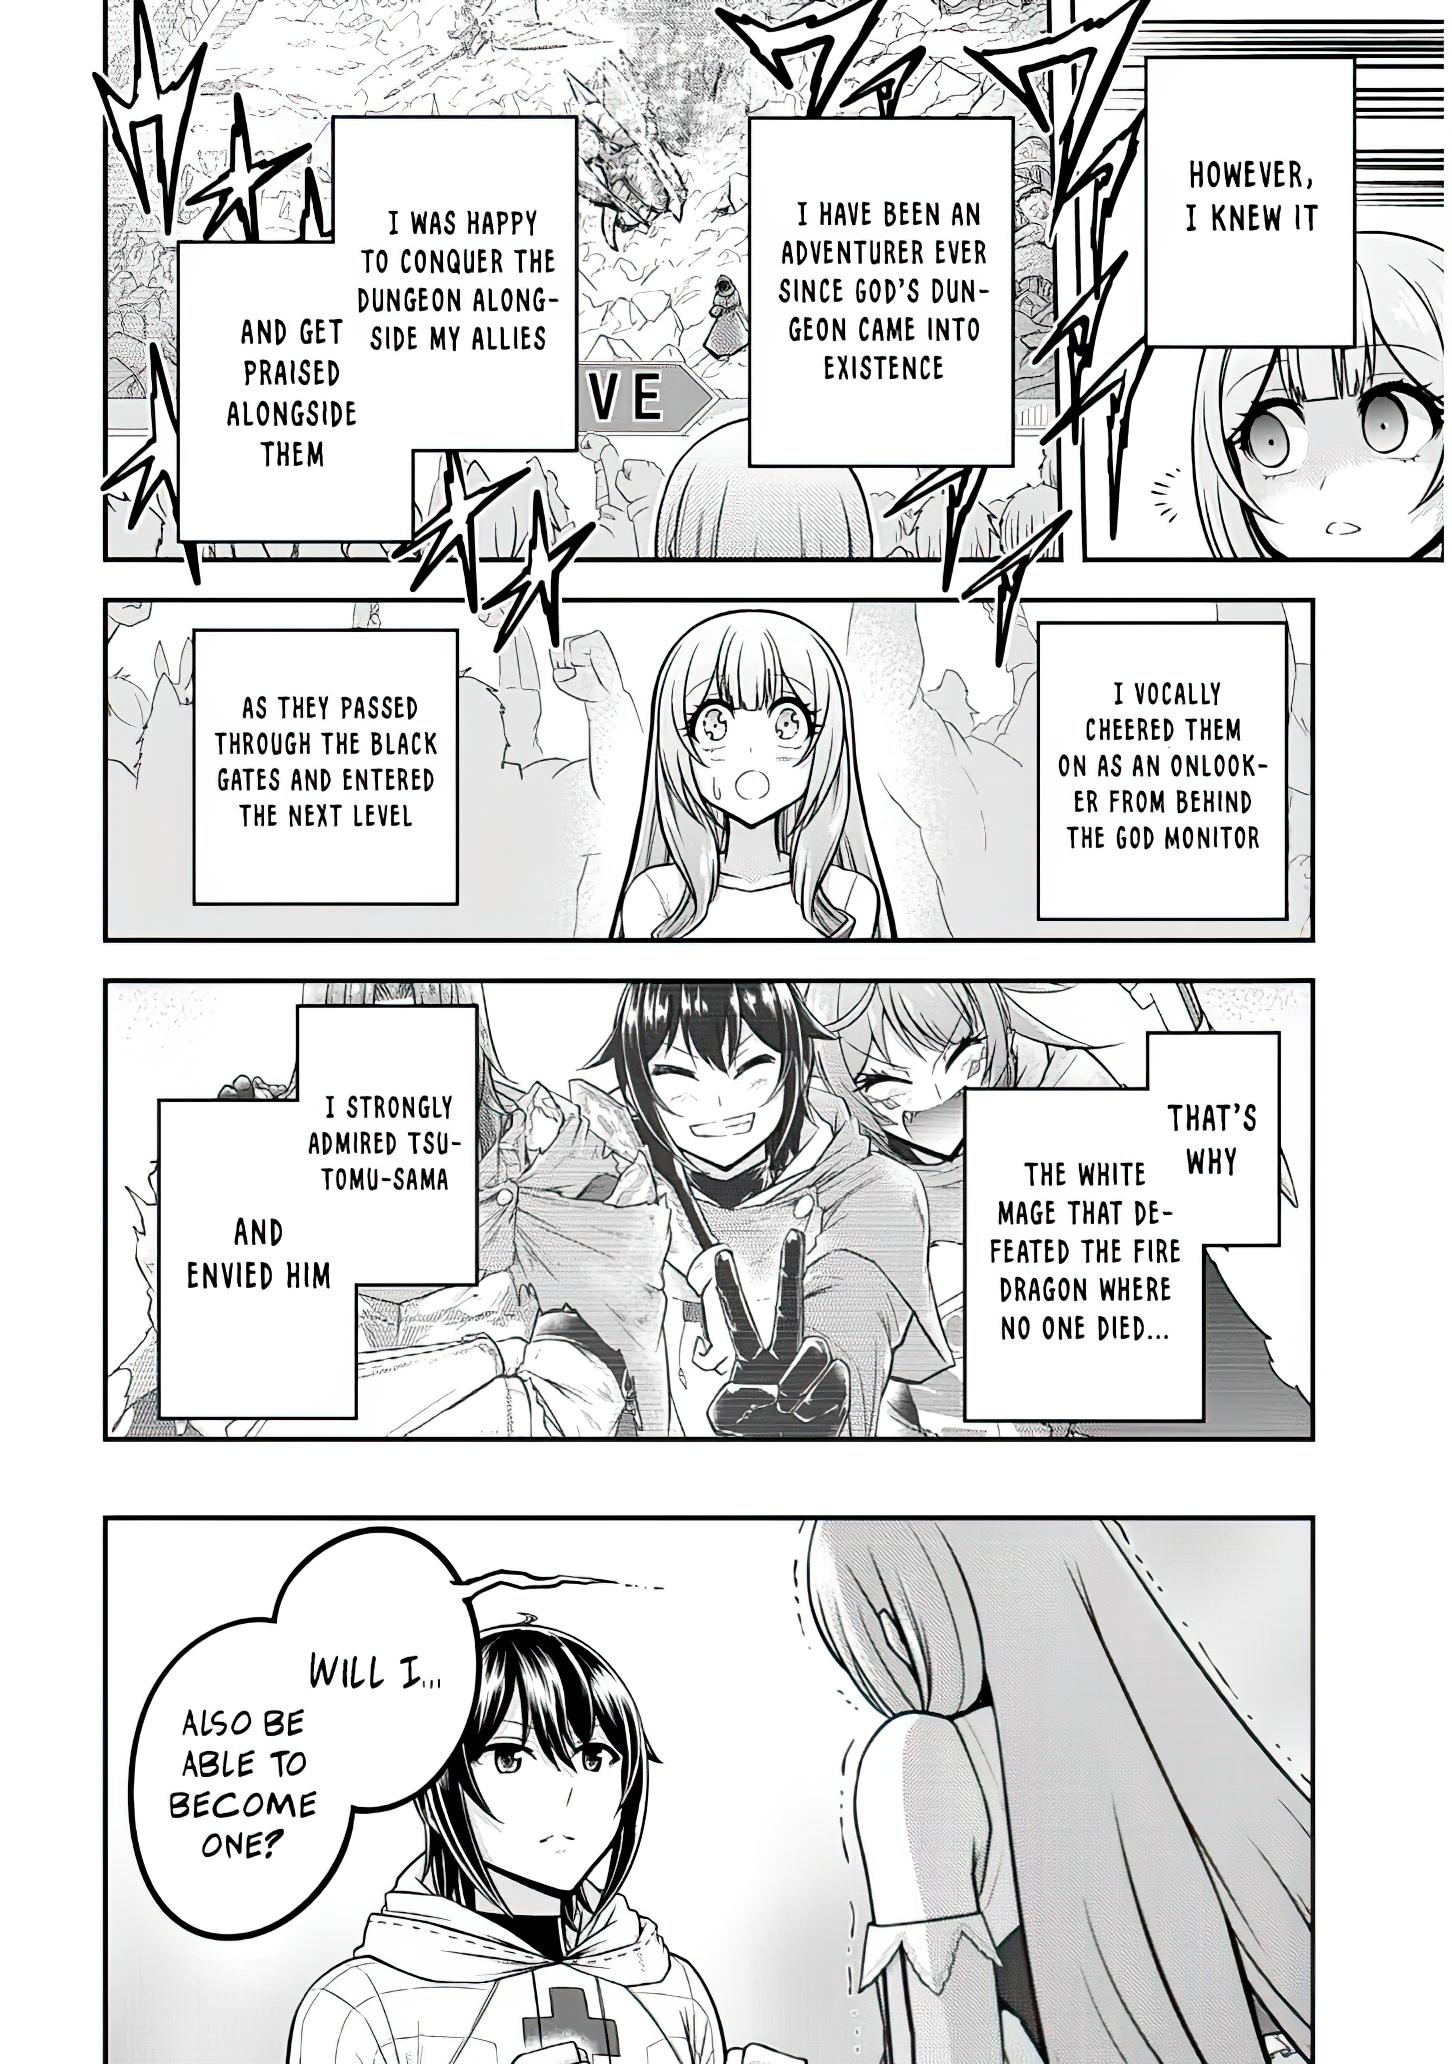 HOWEVER,
I KNEW IT
I HAVE BEEN AN
ADVENTURER EVER
SINCE GOD'S DUN-
GEON CAME INTO
EXISTENCE
I WAS HAPPY
TO CONQUER THE
DUNGEON ALONG-
SIDE MY ALLIES
AND GET
PRAISED
ALONGSIDE
THEM
VE
I VOCALLY
CHEERED THEM
ON AS AN ONLOOK-
ER FROM BEHIND
THE GOD MONITOR
AS THEY PASSED
THROUGH THE BLACK
GATES AND ENTERED
THE NEXT LEVEL
THAT'S
WHY
THE WHITE
MAGE THAT DE-
FEATED THE FIRE
DRAGON WHERE
NO ONE DIED...
I STRONGLY
ADMIRED TSU-
TOMU-SAMA
AND
ENVIED HIM
WILL I...
ALSO BE
ABLE TO
BECOME
ONE?